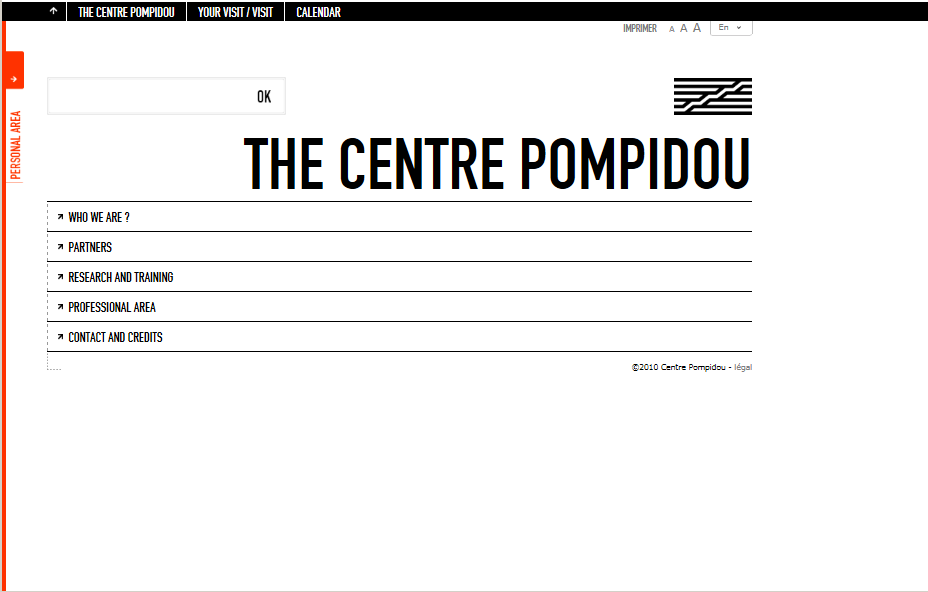 THE CENTRE POMPIDOU YOUR VISIT / VISIT CALENDAR
IMPRIMER A A A En
PERSONAL AREA
OK
THE CENTRE POMPIDOU
WHO WE ARE ?
PARTNERS
RESEARCH AND TRAINING
PROFESSIONAL AREA
CONTACT AND CREDITS
©2010 Centre Pompidou - légal